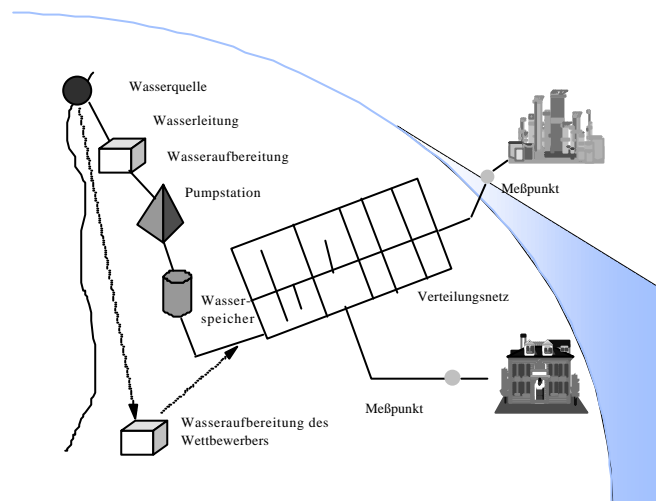 Wasserquelle
Wasserleitung
Wasseraufbereitung
Pumpstation
Meßpunkt
Wasser-
speicher
Verteilungsnetz
Meßpunkt
Wasseraufbereitung des
Wettbewerbers